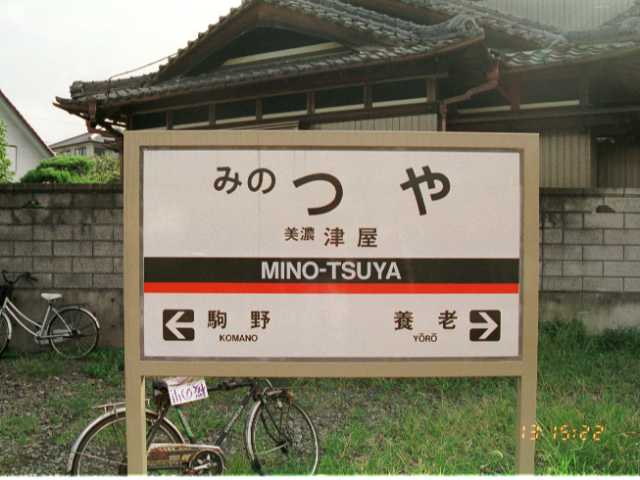 みの つ や
美濃 津 屋
MINO-TSUYA
駒 野 養 老
KOMANO YŌRŌ
13 15:22